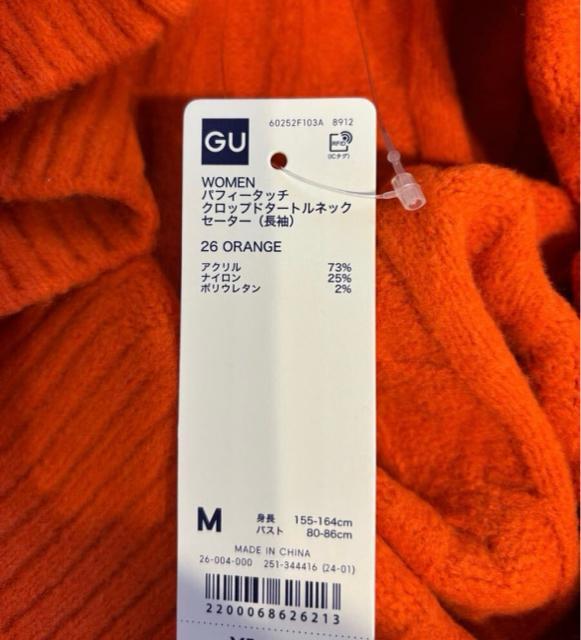 60252F103A 8912
GU
RFID
(ICタグ)
WOMEN
パフィータッチ
クロップドタートルネック
セーター（長袖）
26 ORANGE
アクリル 73%
ナイロン 25%
ポリウレタン 2%
M
身長 155-164cm
バスト 80-86cm
MADE IN CHINA
26-004-000 251-344416 (24-01)
2200068626213